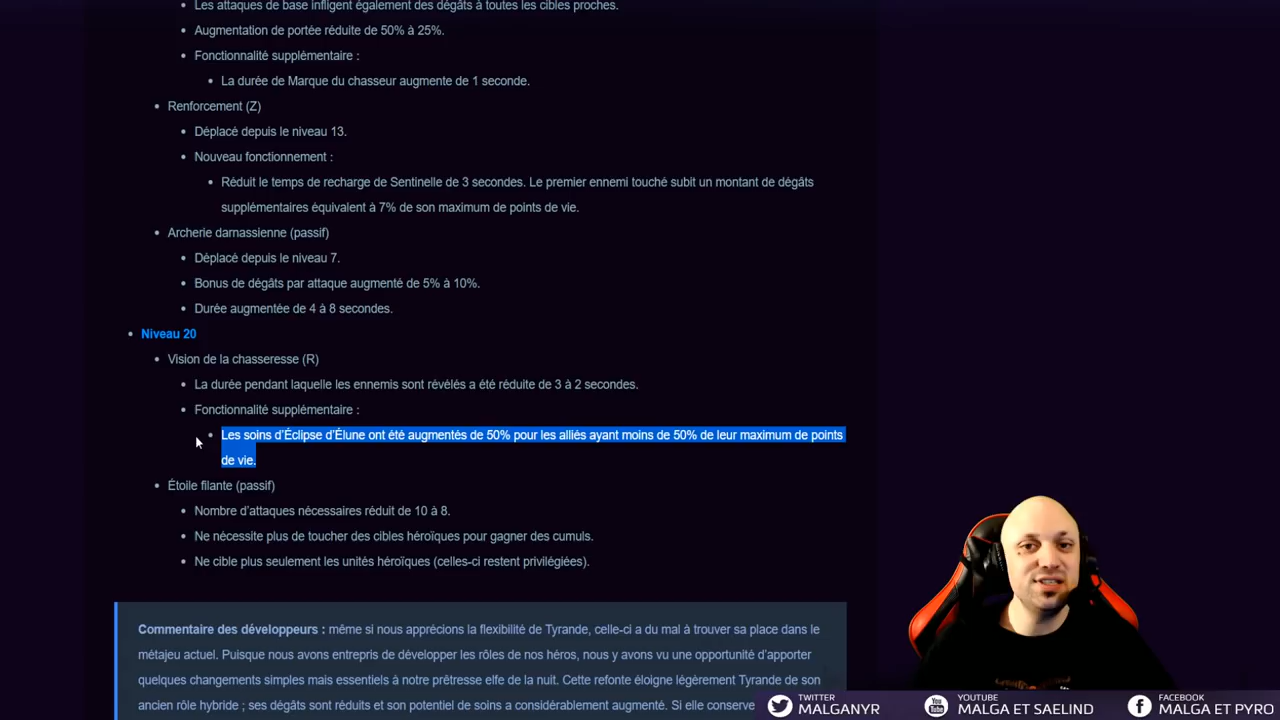 Les attaques de base infligent également des dégâts à toutes les cibles proches.
Augmentation de portée réduite de 50% à 25%.
Fonctionnalité supplémentaire :
La durée de Marque du chasseur augmente de 1 seconde.
Renforcement (Z)
Déplacé depuis le niveau 13.
Nouveau fonctionnement :
Réduit le temps de recharge de Sentinelle de 3 secondes. Le premier ennemi touché subit un montant de dégâts
supplémentaires équivalent à 7% de son maximum de points de vie.
Archerie darnassienne (passif)
Déplacé depuis le niveau 7.
Bonus de dégâts par attaque augmenté de 5% à 10%.
Durée augmentée de 4 à 8 secondes.
Niveau 20
Vision de la chasseresse (R)
La durée pendant laquelle les ennemis sont révélés a été réduite de 3 à 2 secondes.
Fonctionnalité supplémentaire :
Les soins d’Éclipse d’Élune ont été augmentés de 50% pour les alliés ayant moins de 50% de leur maximum de points
de vie.
Étoile filante (passif)
Nombre d’attaques nécessaires réduit de 10 à 8.
Ne nécessite plus de toucher des cibles héroïques pour gagner des cumuls.
Ne cible plus seulement les unités héroïques (celles-ci restent privilégiées).
Commentaire des développeurs : même si nous apprécions la flexibilité de Tyrande, celle-ci a du mal à trouver sa place dans le
métajeu actuel. Puisque nous avons entrepris de développer les rôles de nos héros, nous y avons vu une opportunité d’apporter
quelques changements simples mais essentiels à notre prêtresse elfe de la nuit. Cette refonte éloigne légèrement Tyrande de son
ancien rôle hybride ; ses dégâts sont réduits et son potentiel de soins a considérablement augmenté. Si elle conserve
TWITTER
MALGANYR
YOUTUBE
MALGA ET SAELIND
FACEBOOK
MALGA ET PYRO